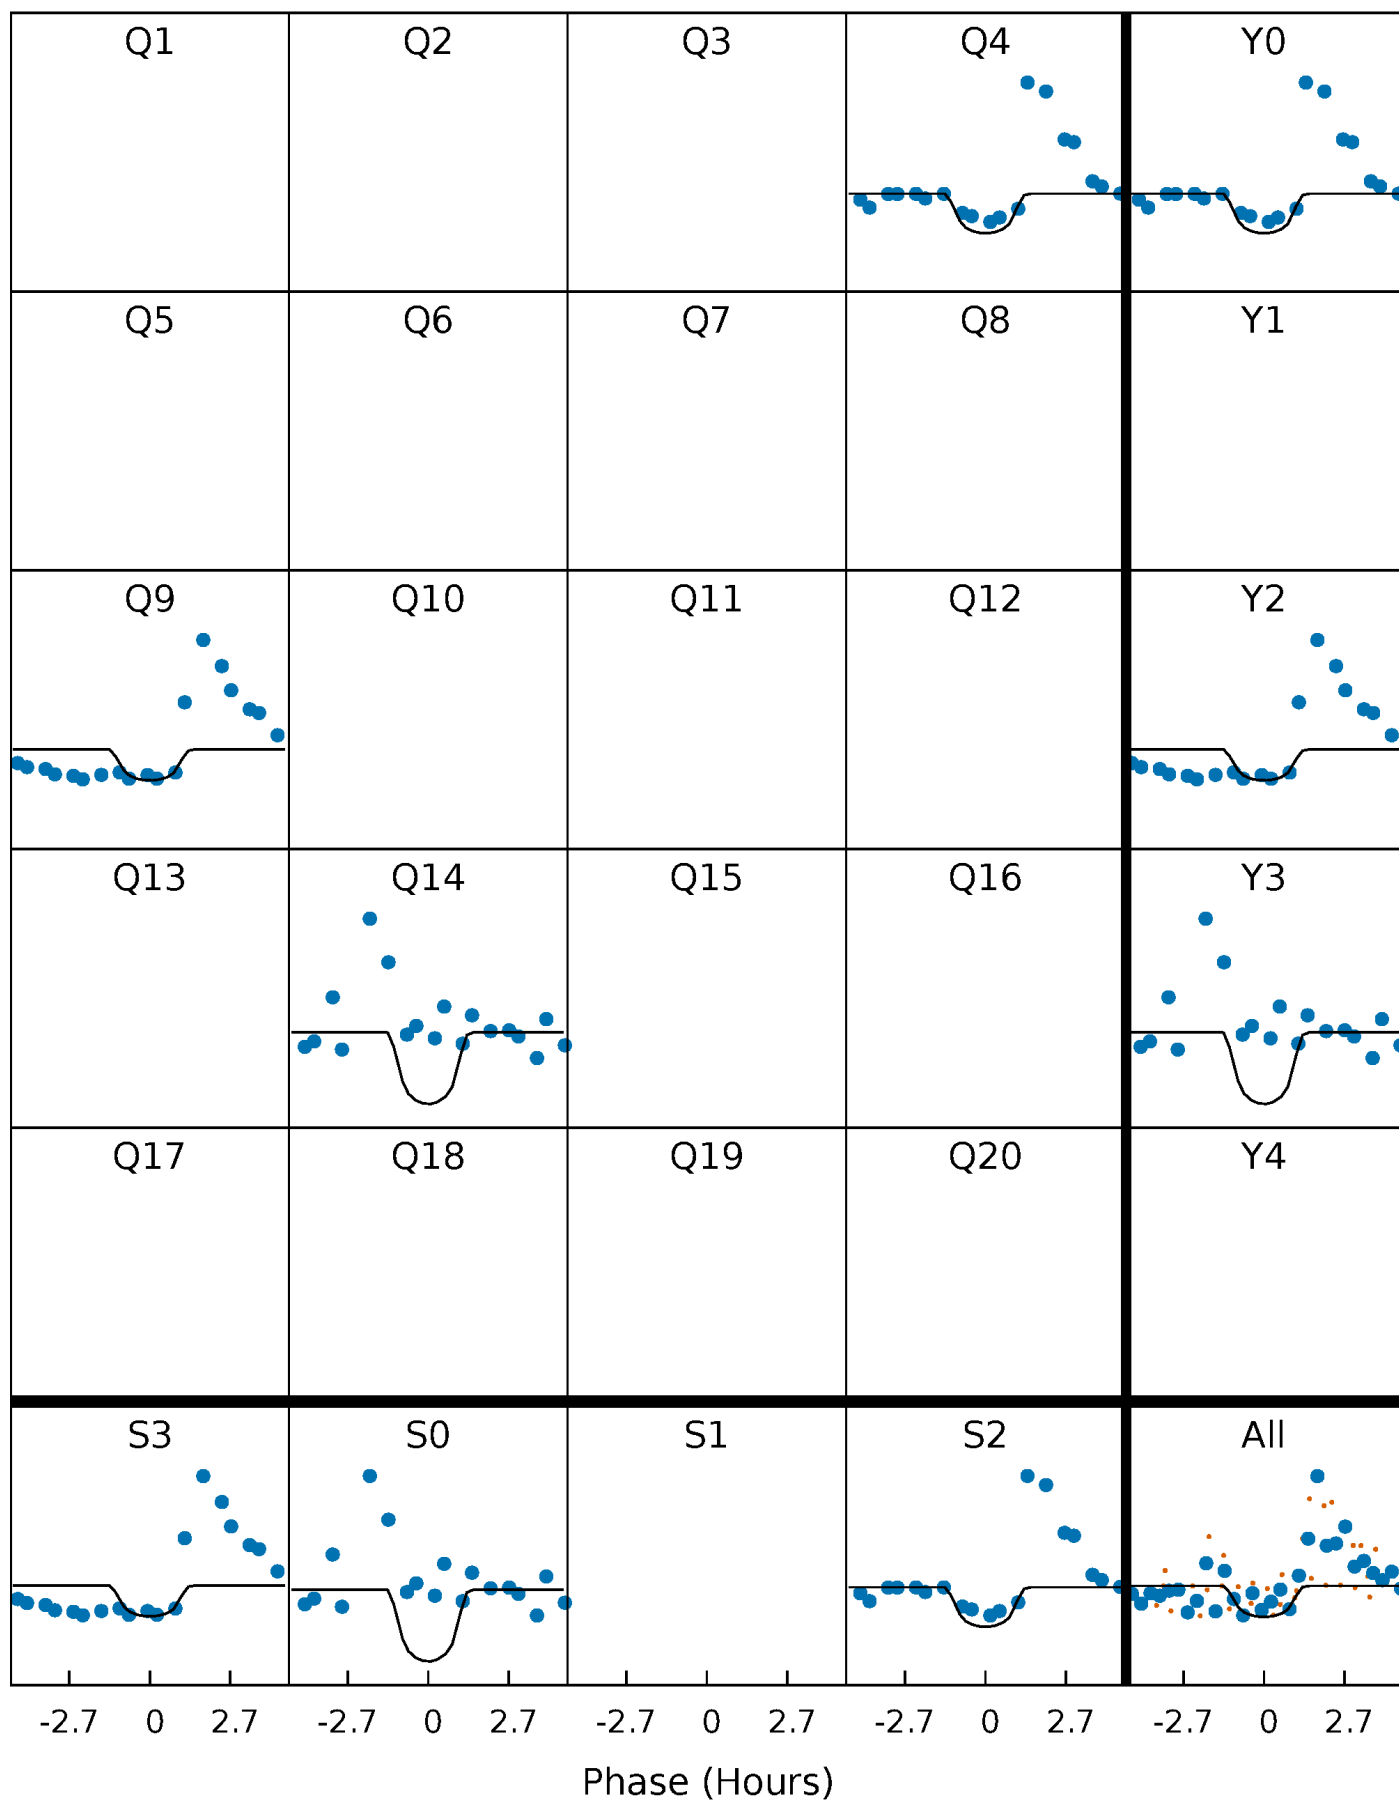 Q1 Q2 Q3 Q4 Y0
Q5 Q6 Q7 Q8 Y1
Q9 Q10 Q11 Q12 Y2
Q13 Q14 Q15 Q16 Y3
Q17 Q18 Q19 Q20 Y4
S3 S0 S1 S2 All
-2.7 0 2.7 -2.7 0 2.7 -2.7 0 2.7 -2.7 0 2.7 -2.7 0 2.7
Phase (Hours)